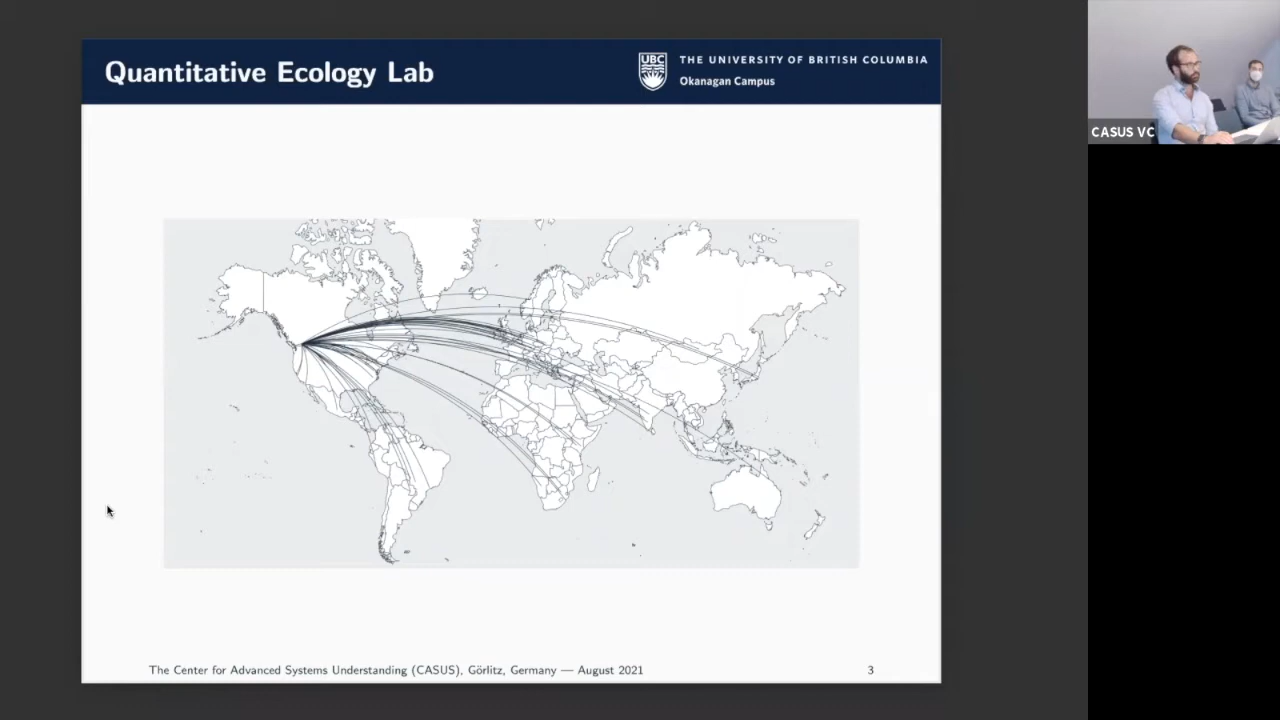 Quantitative Ecology Lab
UBC
THE UNIVERSITY OF BRITISH COLUMBIA
Okanagan Campus
CASUS VC
The Center for Advanced Systems Understanding (CASUS), Görlitz, Germany — August 2021
3